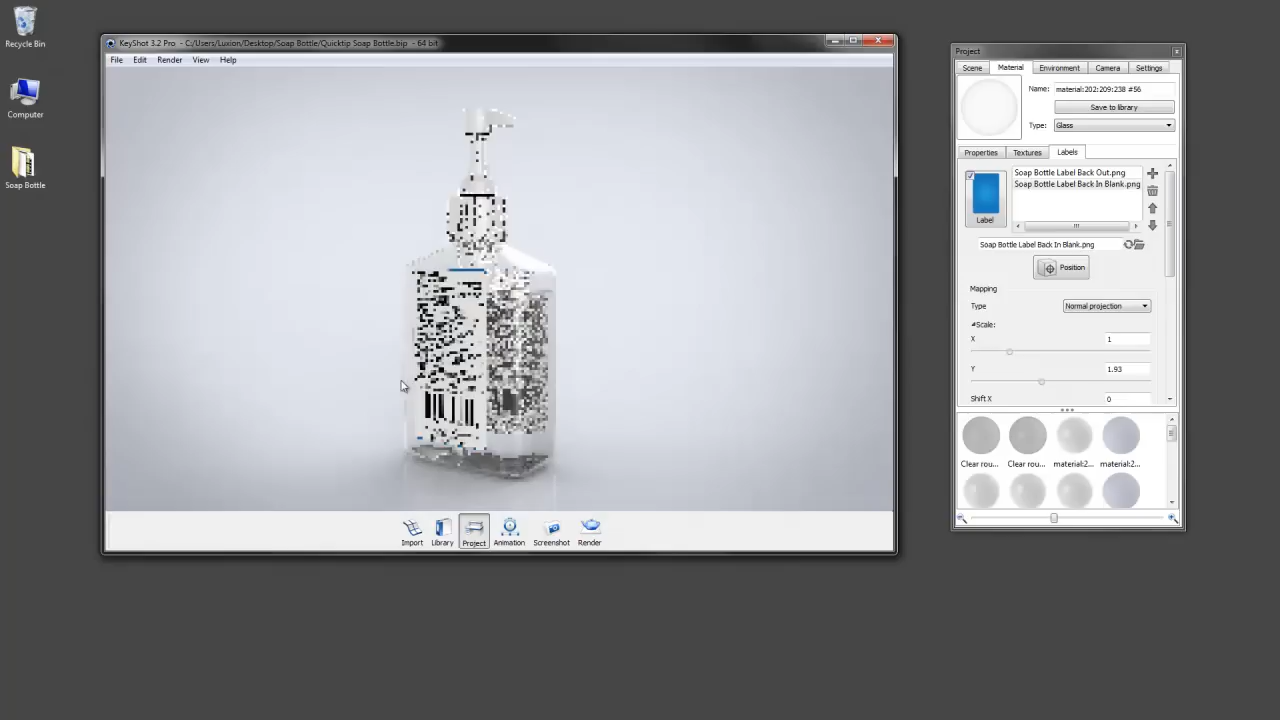 Recycle Bin
Computer
Soap Bottle
KeyShot 3.2 Pro - C:/Users/Luxion/Desktop/Soap Bottle/Quicktip Soap Bottle.bip - 64 bit
File Edit Render View Help
Import Library Project Animation Screenshot Render
Project
Scene Material Environment Camera Settings
Name: material:202:209:238 #56
Save to library
Type: Glass
Properties Textures Labels
Soap Bottle Label Back Out.png
Soap Bottle Label Back In Blank.png
Label
Soap Bottle Label Back In Blank.png
Position
Mapping
Type Normal projection
Scale:
X 1
Y 1.93
Shift X 0
Clear rou... Clear rou... material:2... material:2...